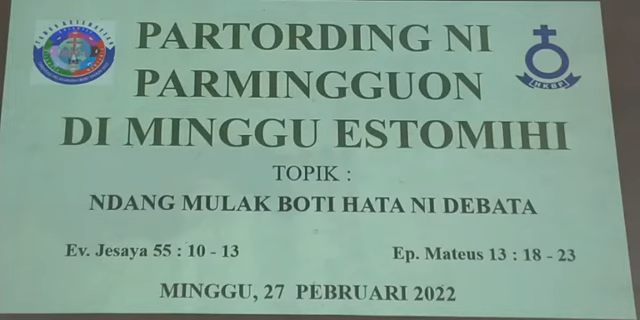 PARTORDING NI
PARMINGGUON
DI MINGGU ESTOMIHI
TOPIK :
NDANG MULAK BOTI HATA NI DEBATA
Ev. Jesaya 55 : 10 - 13 Ep. Mateus 13 : 18 - 23
MINGGU, 27 PEBRUARI 2022
HKBP